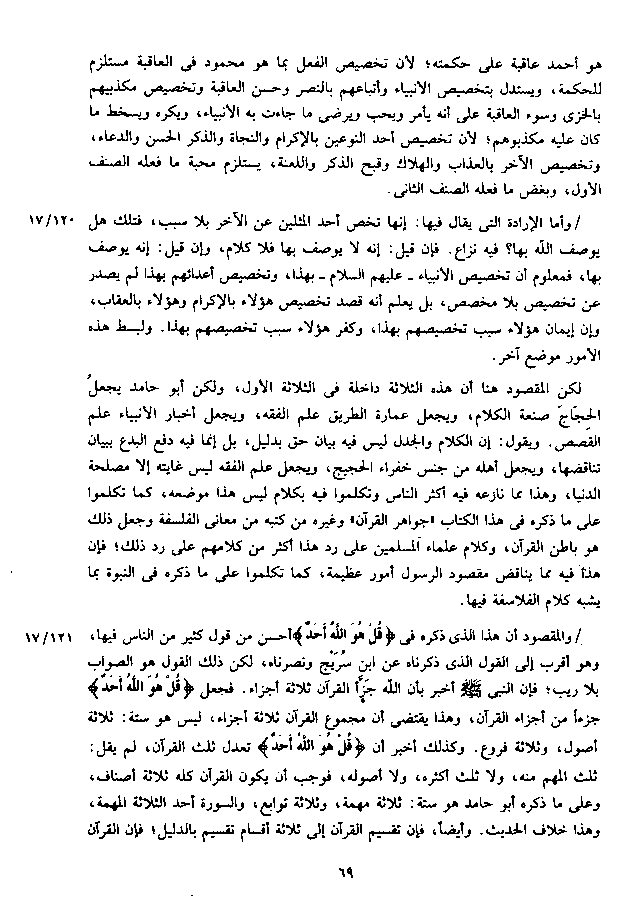 هو أحمد عاقبة على حكمته؛ لأن تخصيص الفعل بما هو محمود فى العاقبة مستلزم
للحكمة، ويستدل بتخصيص الأنبياء وأتباعهم بالنصر وحسن العاقبة وتخصيص مكذبيهم
بالخزى وسوء العاقبة على أنه يأمر ويحب ويرضى ما جاءت به الأنبياء، ويكره ويسخط ما
كان عليه مكذبوهم؛ لأن تخصيص أحد النوعين بالإكرام والنجاة والذكر الحسن والدعاء،
وتخصيص الآخر بالعذاب والهلاك وقبح الذكر واللعنة، يستلزم محبة ما فعله الصنف
الأول، وبغض ما فعله الصنف الثانى.
١٧/١٢٠ / وأما الإرادة التى يقال فيها: إنها تخص أحد المثلين عن الآخر بلا سبب، فتلك هل
يوصف الله بها؟ فيه نزاع. فإن قيل: إنه لا يوصف بها فلا كلام، وإن قيل: إنه يوصف
بها، فمعلوم أن تخصيص الأنبياء ـ عليهم السلام ـ بهذا، وتخصيص أعدائهم بهذا لم يصدر
عن تخصيص بلا مخصص، بل يعلم أنه قصد تخصيص هؤلاء بالإكرام وهؤلاء بالعقاب،
وإن إيمان هؤلاء سبب تخصيصهم بهذا، وكفر هؤلاء سبب تخصيصهم بهذا. ولبسط هذه
الأمور موضع آخر.
لكن المقصود هنا أن هذه الثلاثة داخلة فى الثلاثة الأول، ولكن أبو حامد يجعلُ
الحِجَاجَ صنعة الكلام، ويجعل عمارة الطريق علم الفقه، ويجعل أخبار الأنبياء علم
القصص. ويقول: إن الكلام والجدل ليس فيه بيان حق بدليل، بل إنما فيه دفع البدع ببيان
تناقضها، ويجعل أهله من جنس خفراء الحجيج، ويجعل علم الفقه ليس غايته إلا مصلحة
الدنيا، وهذا مما نازعه فيه أكثر الناس وتكلموا فيه بكلام ليس هذا موضعه، كما تكلموا
على ما ذكره فى هذا الكتاب «جواهر القرآن» وغيره من كتبه من معانى الفلسفة وجعل ذلك
هو باطن القرآن، وكلام علماء المسلمين على رد هذا أكثر من كلامهم على رد ذلك؛ فإن
هذا فيه مما يناقض مقصود الرسول أمور عظيمة، كما تكلموا على ما ذكره فى النبوة بما
يشبه كلام الفلاسفة فيها.
١٧/١٢١ / والمقصود أن هذا الذى ذكره فى ﴿قُلْ هُوَ اللَّهُ أَحَدٌ﴾ أحسن من قول كثير من الناس فيها،
وهو أقرب إلى القول الذى ذكرناه عن ابن سُرَيْج ونصرناه، لكن ذلك القول هو الصواب
بلا ريب؛ فإن النبي ﷺ أخبر بأن الله جَزَّأ القرآن ثلاثة أجزاء. فجعل ﴿قُلْ هُوَ اللَّهُ أَحَدٌ﴾
جزءاً من أجزاء القرآن، وهذا يقتضى أن مجموع القرآن ثلاثة أجزاء، ليس هو ستة: ثلاثة
أصول، وثلاثة فروع. وكذلك أخبر أن ﴿قُلْ هُوَ اللَّهُ أَحَدٌ﴾ تعدل ثلث القرآن، لم يقل:
ثلث المهم منه، ولا ثلث أكثره، ولا أصوله، فوجب أن يكون القرآن كله ثلاثة أصناف،
وعلى ما ذكره أبو حامد هو ستة: ثلاثة مهمة، وثلاثة توابع، والسورة أحد الثلاثة المهمة،
وهذا خلاف الحديث. وأيضاً، فإن تقسيم القرآن إلى ثلاثة أقسام تقسيم بالدليل؛ فإن القرآن
٦٩